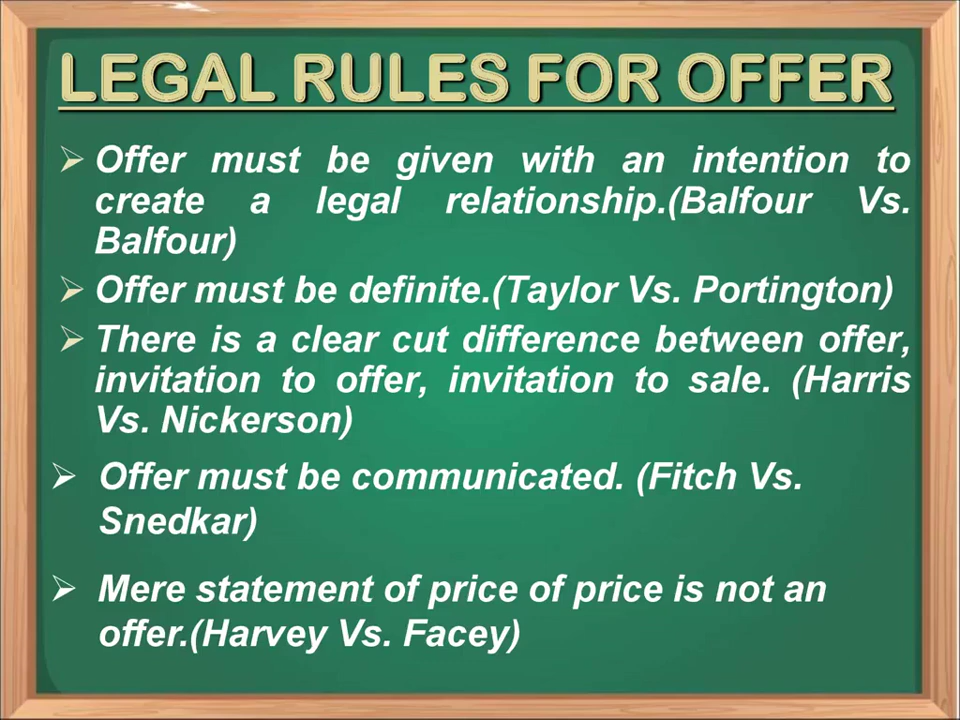 LEGAL RULES FOR OFFER
➢ Offer must be given with an intention to
create a legal relationship.(Balfour Vs.
Balfour)
➢ Offer must be definite.(Taylor Vs. Portington)
➢ There is a clear cut difference between offer,
invitation to offer, invitation to sale. (Harris
Vs. Nickerson)
➢ Offer must be communicated. (Fitch Vs.
Snedkar)
➢ Mere statement of price of price is not an
offer.(Harvey Vs. Facey)